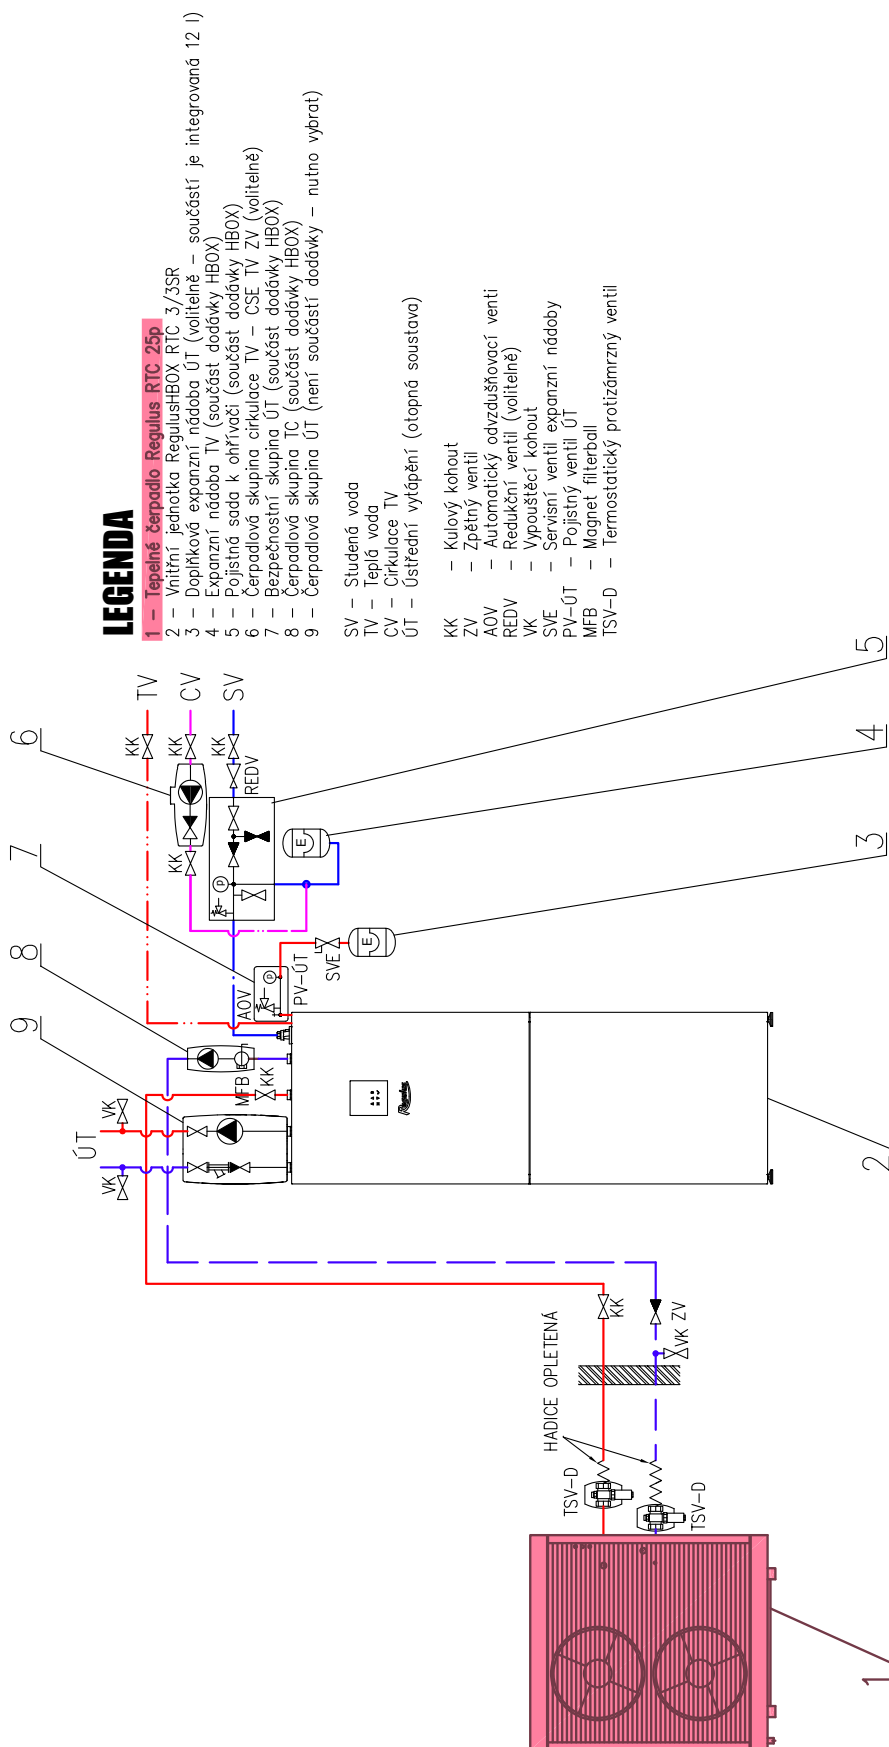 LEGENDA
1 – Tepelné čerpadlo Regulus RTC 25p
2 – Vnitřní jednotka RegulusHBOX RTC 3/3SR
3 – Doplňková expanzní nádoba ÚT (volitelně – součástí je integrovaná 12 l)
4 – Expanzní nádoba TV (součást dodávky HBOX)
5 – Pojistná sada k ohřívači (součást dodávky HBOX)
6 – Čerpadlová skupina cirkulace TV – CSE TV ZV (volitelně)
7 – Bezpečnostní skupina ÚT (součást dodávky HBOX)
8 – Čerpadlová skupina TC (součást dodávky HBOX)
9 – Čerpadlová skupina ÚT (není součástí dodávky – nutno vybrat)
SV – Studená voda
TV – Teplá voda
CV – Cirkulace TV
ÚT – Ústřední vytápění (otopná soustava)
KK – Kulový kohout
ZV – Zpětný ventil
AOV – Automatický odvzdušňovací venti
REDV – Redukční ventil (volitelně)
VK – Vypouštěcí kohout
SVE – Servisní ventil expanzní nádoby
PV–ÚT – Pojistný ventil ÚT
MFB – Magnet filterball
TSV–D – Termostatický protizámrzný ventil
TV
CV
SV
KK
KK
KK
REDV
KK
6
7
8
9
5
4
3
2
1
E
E
P
P
AOV
PV–ÚT
SVE
MFB
KK
VK
ÚT
VK
Regulus
KK
ZV
VK
HADICE OPLETENÁ
TSV–D
TSV–D